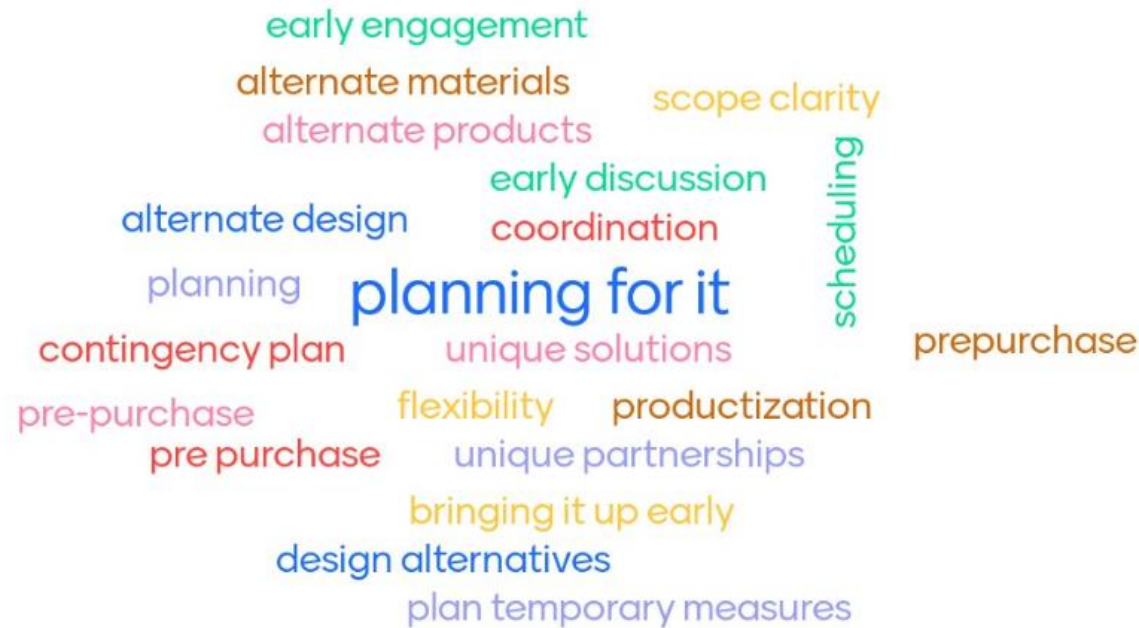 early engagement
alternate materials
scope clarity
alternate products
early discussion
scheduling
alternate design
coordination
planning
planning for it
contingency plan
unique solutions
prepurchase
pre-purchase
flexibility
productization
pre purchase
unique partnerships
bringing it up early
design alternatives
plan temporary measures